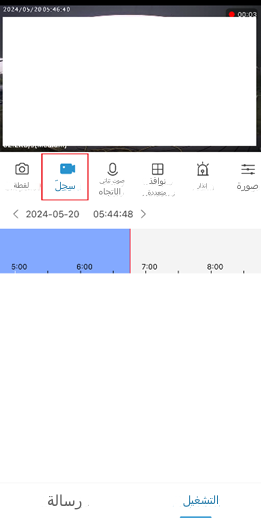 2024/05/20 05:46:40
00:03
لقطة
سجل
صوت ثنائي الاتجاه
نوافذ متعددة
إنذار
صورة
2024-05-20 05:44:48
5:00 6:00 7:00 8:00
رسالة
التشغيل